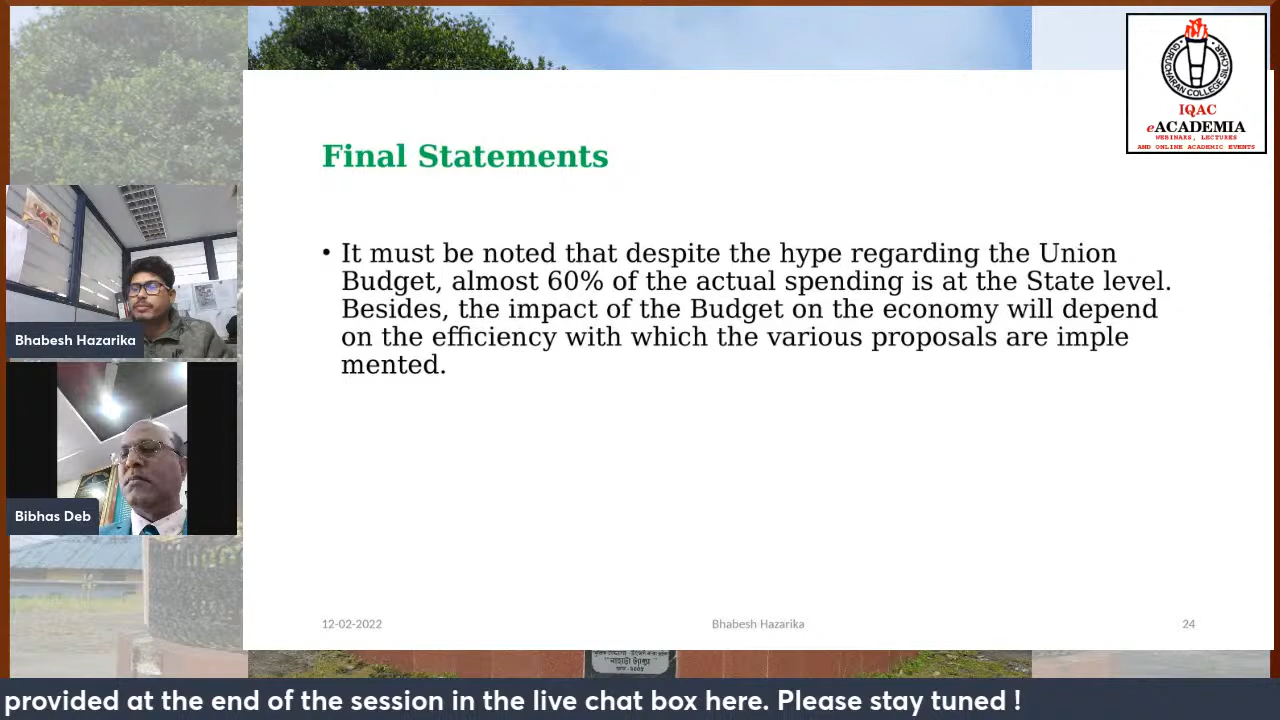 GURUCHARAN COLLEGE SILCHAR
IQAC
eACADEMIA
WEBINARS, LECTURES
AND ONLINE ACADEMIC EVENTS
Final Statements
• It must be noted that despite the hype regarding the Union
Budget, almost 60% of the actual spending is at the State level.
Besides, the impact of the Budget on the economy will depend
on the efficiency with which the various proposals are imple
mented.
Bhabesh Hazarika
Bibhas Deb
12-02-2022
Bhabesh Hazarika
24
provided at the end of the session in the live chat box here. Please stay tuned !